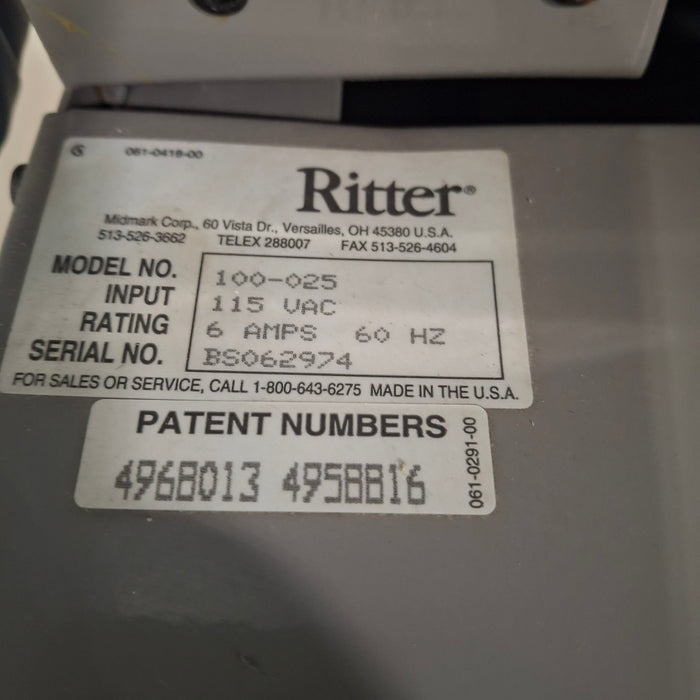 061-0418-00
Ritter®
Midmark Corp., 60 Vista Dr., Versailles, OH 45380 U.S.A.
513-526-3662 TELEX 288007 FAX 513-526-4604
MODEL NO. 100-025
INPUT 115 VAC
RATING 6 AMPS 60 HZ
SERIAL NO. BS062974
FOR SALES OR SERVICE, CALL 1-800-643-6275 MADE IN THE U.S.A.
PATENT NUMBERS
4968013 4958816
061-0291-00